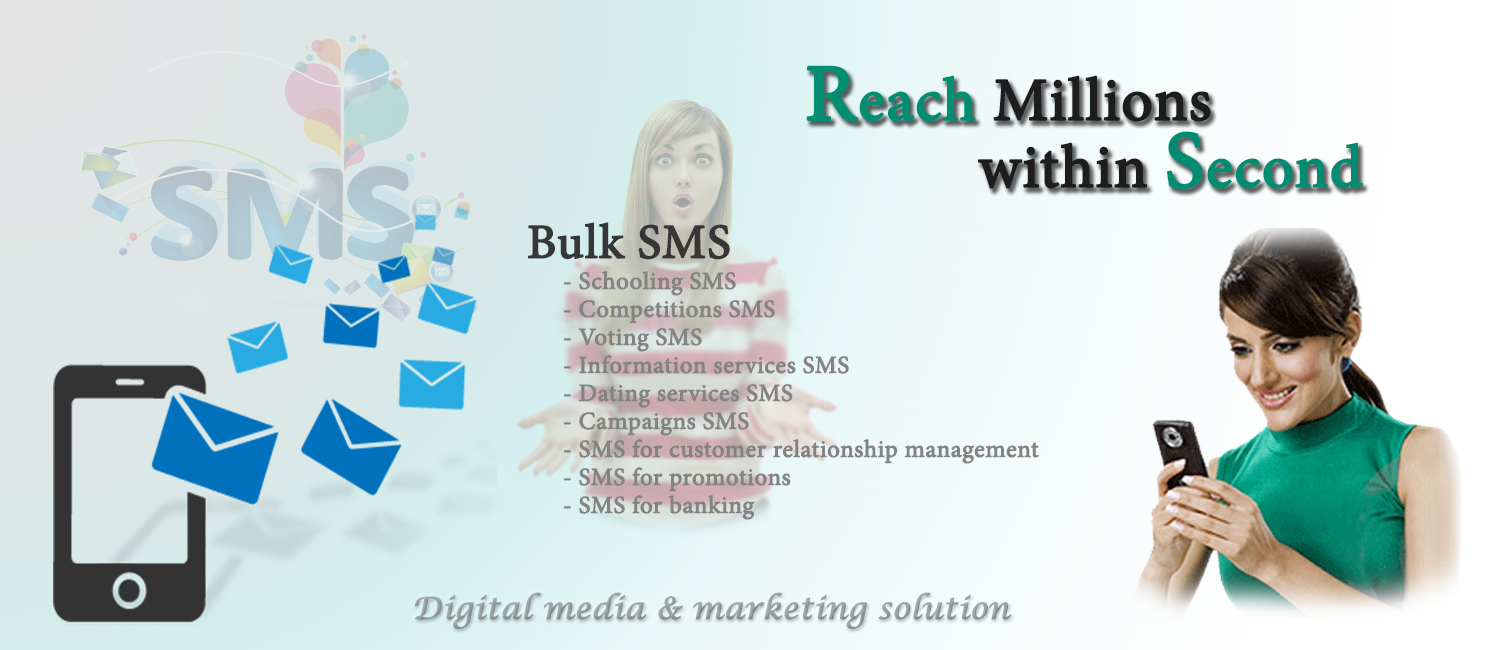 SMS
Reach Millions
within Second
Bulk SMS
- Schooling SMS
- Competitions SMS
- Voting SMS
- Information services SMS
- Dating services SMS
- Campaigns SMS
- SMS for customer relationship management
- SMS for promotions
- SMS for banking
Digital media & marketing solution